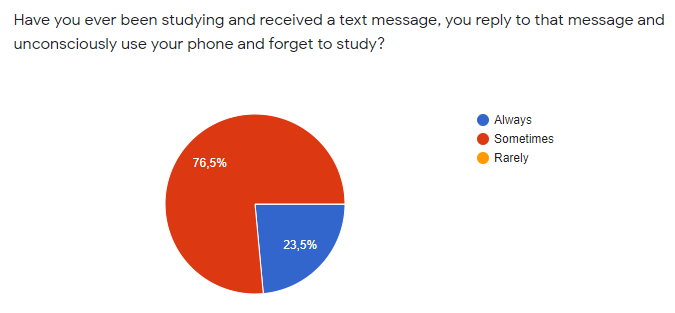 Have you ever been studying and received a text message, you reply to that message and
unconsciously use your phone and forget to study?
76,5%
23,5%
Always
Sometimes
Rarely